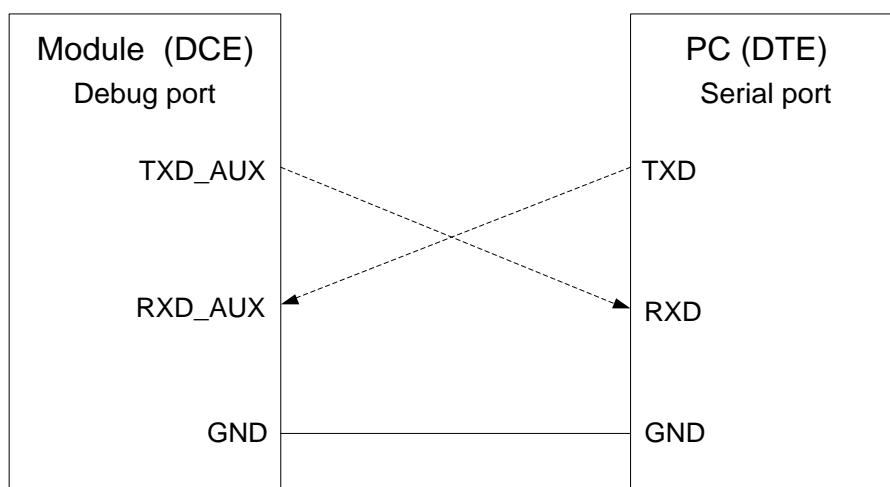 Module (DCE)
Debug port
TXD_AUX
RXD_AUX
GND
PC (DTE)
Serial port
TXD
RXD
GND